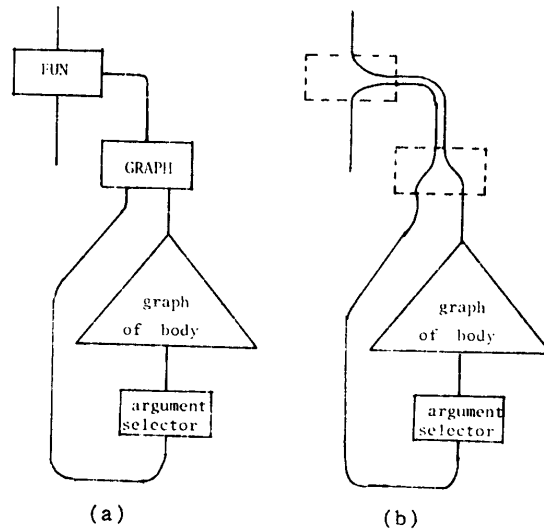 FUN
GRAPH
graph
of body
argument
selector
(a)
graph
of body
argument
selector
(b)